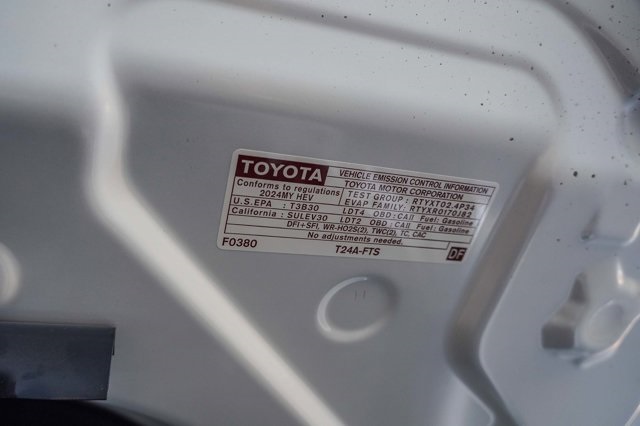 TOYOTA
VEHICLE EMISSION CONTROL INFORMATION
Conforms to regulations
TOYOTA MOTOR CORPORATION
2024MY HEV
TEST GROUP : RTYXT02.4P34
EVAP FAMILY: RTYXR0170J82
U.S.EPA : T3B30 LDT4 OBD:CAⅡ Fuel: Gasoline
California : SULEV30 LDT2 OBD :CAⅡ Fuel: Gasoline
DFI+SFI, WR-HO2S(2), TWC(2), TC, CAC
No adjustments needed.
F0380 T24A-FTS DF